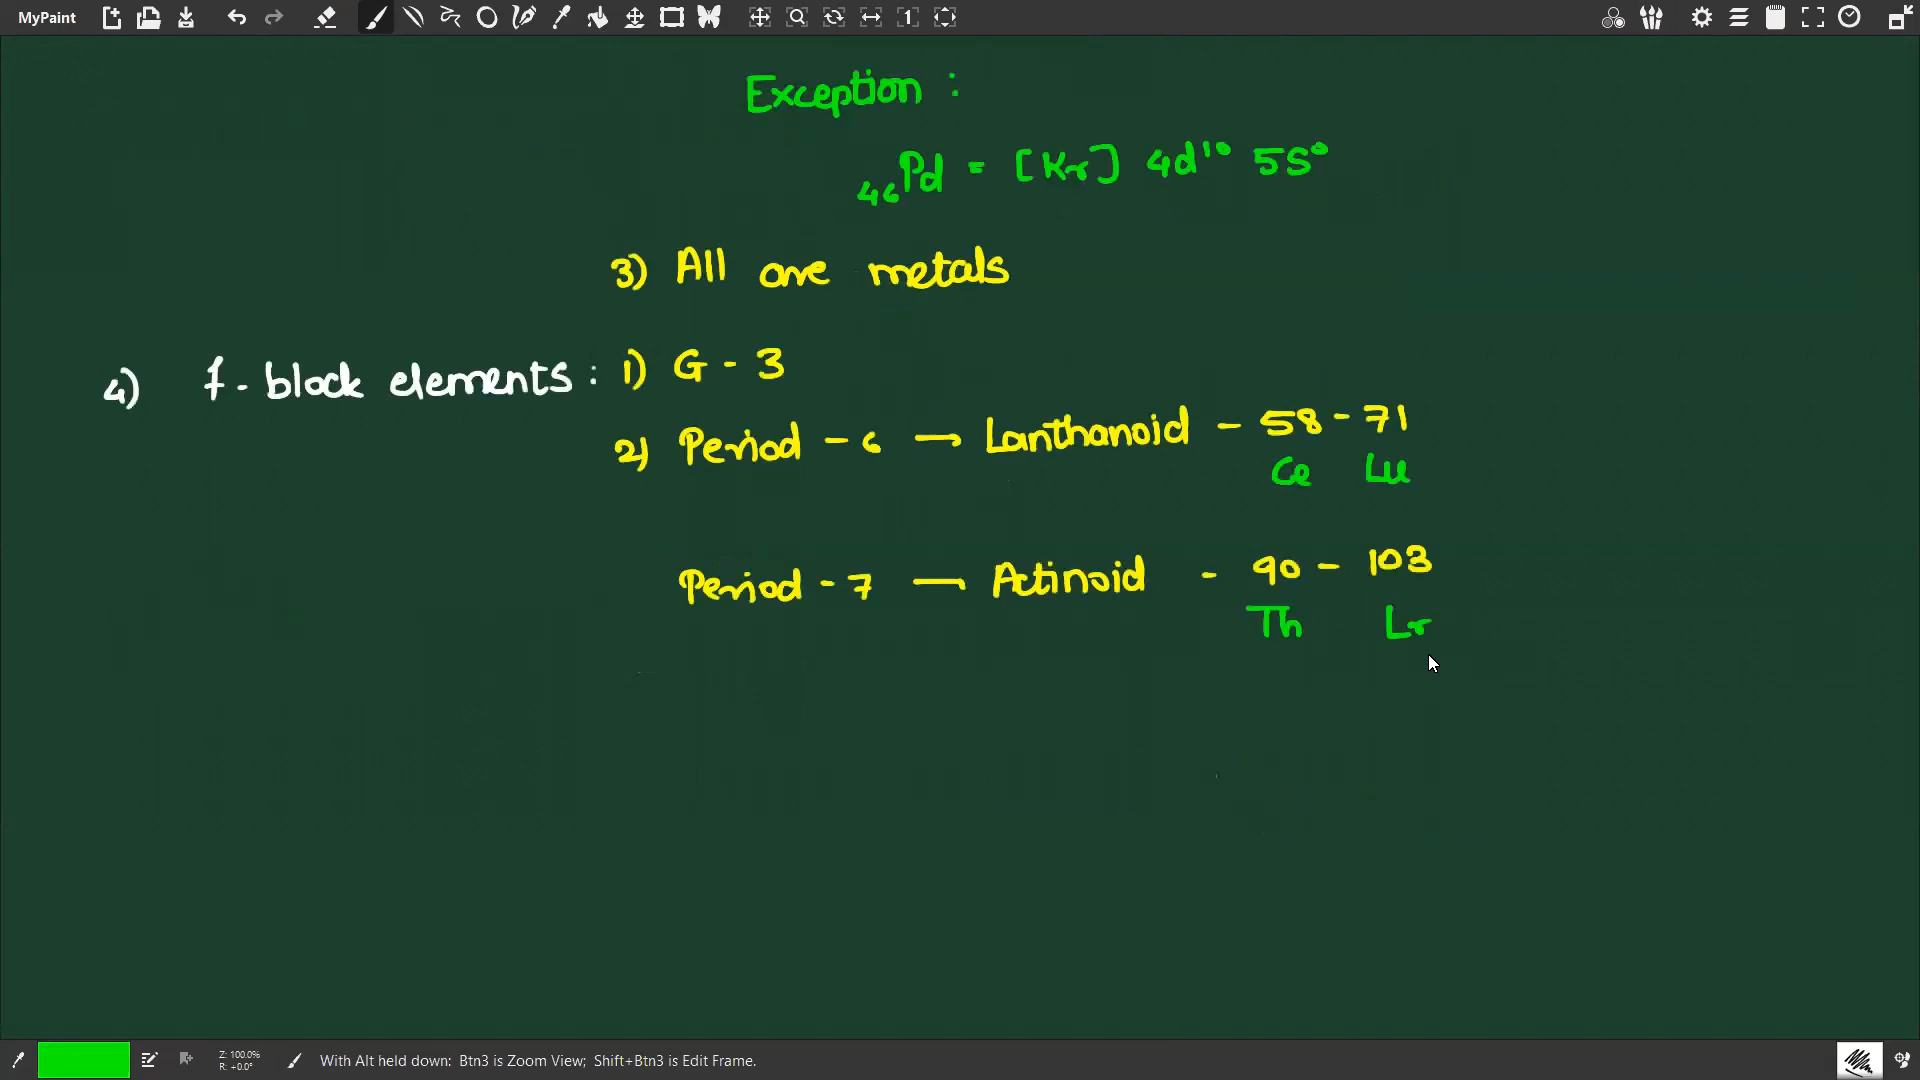 MyPaint
Exception :
₄₆Pd = [Kr] 4d¹⁰ 5S⁰
3) All are metals
4) f - block elements : 1) G - 3
2) Period - 6 → Lanthanoid - 58 - 71
Ce Lu
Period - 7 — Actinoid - 90 - 103
Th Lr
Z: 100.0%
R: +0.0°
With Alt held down: Btn3 is Zoom View; Shift+Btn3 is Edit Frame.